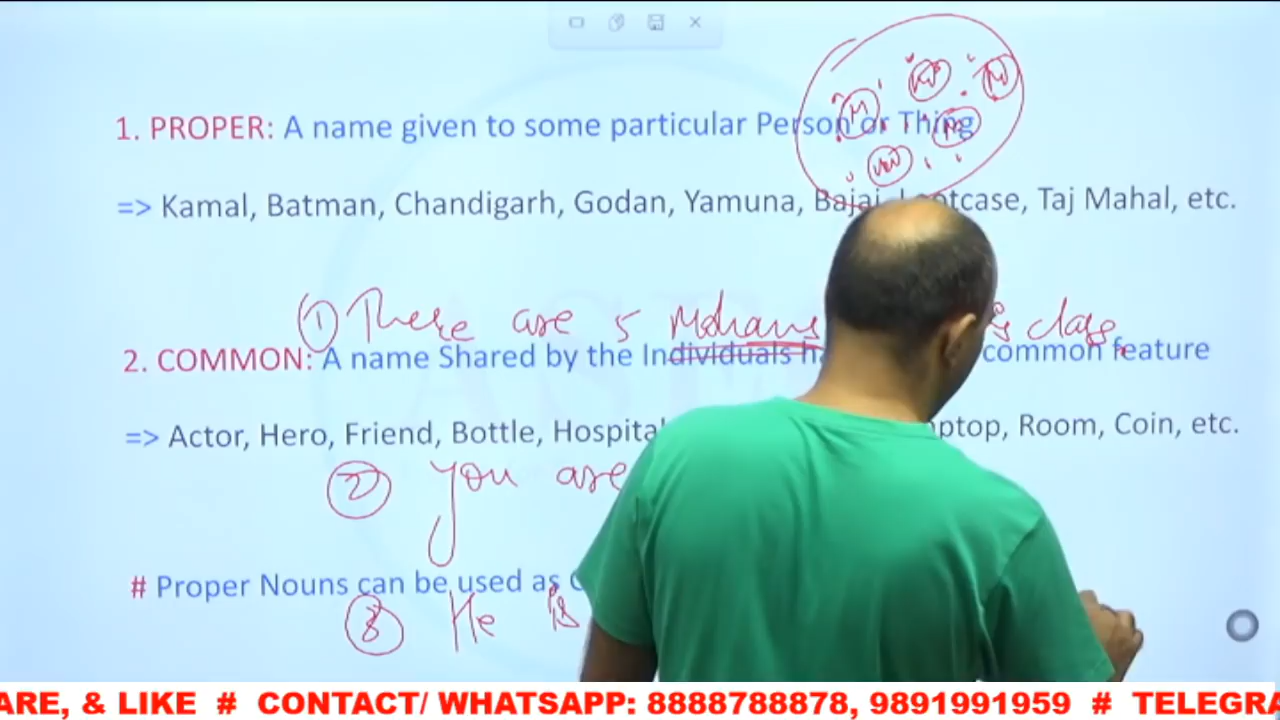 1. PROPER: A name given to some particular Person or Thing
=> Kamal, Batman, Chandigarh, Godan, Yamuna, Bajaj, Lootcase, Taj Mahal, etc.
① There are 5 Mohans class,
2. COMMON: A name Shared by the Individuals common feature
=> Actor, Hero, Friend, Bottle, Hospital Room, Coin, etc.
② you are
# Proper Nouns can be used as
③ He is
ARE, & LIKE # CONTACT/ WHATSAPP: 8888788878, 9891991959 # TELEGRA